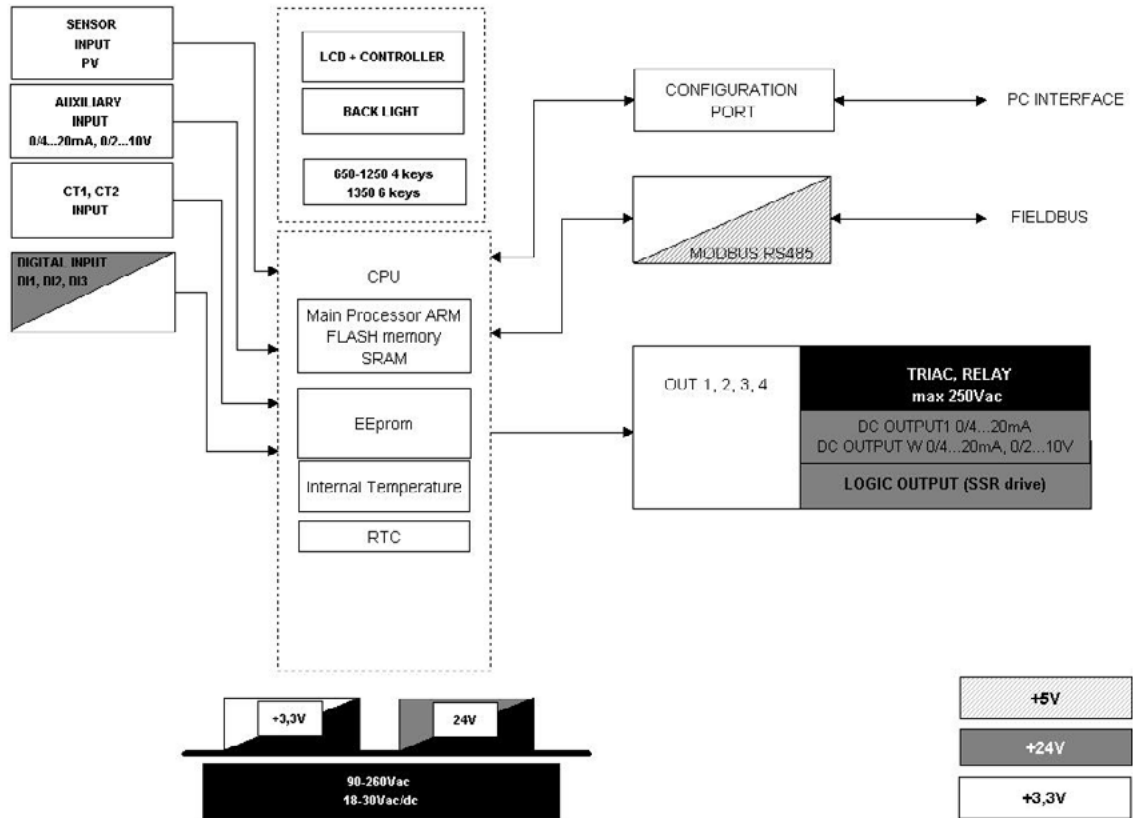 SENSOR
INPUT
PV
AUXILIARY
INPUT
0/4...20mA, 0/2...10V
CT1, CT2
INPUT
DIGITAL INPUT
DI1, DI2, DI3
LCD + CONTROLLER
BACK LIGHT
650-1250 4 keys
1350 6 keys
CPU
Main Processor ARM
FLASH memory
SRAM
EEprom
Internal Temperature
RTC
CONFIGURATION
PORT
PC INTERFACE
MODBUS RS485
FIELDBUS
OUT 1, 2, 3, 4
TRIAC, RELAY
max 250Vac
DC OUTPUT1 0/4...20mA
DC OUTPUT W 0/4...20mA, 0/2...10V
LOGIC OUTPUT (SSR drive)
+3,3V
24V
90-260Vac
18-30Vac/dc
+5V
+24V
+3,3V